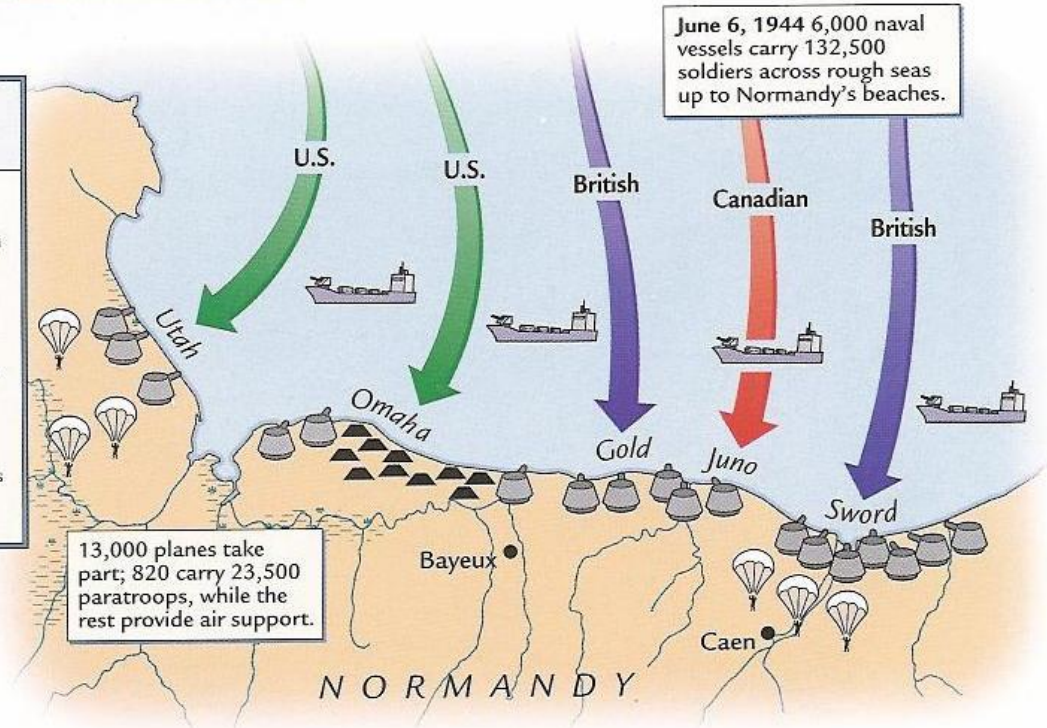 June 6, 1944 6,000 naval
vessels carry 132,500
soldiers across rough seas
up to Normandy's beaches.
U.S.
U.S.
British
Canadian
British
Utah
Omaha
Gold
Juno
Sword
13,000 planes take
part; 820 carry 23,500
paratroops, while the
rest provide air support.
Bayeux
Caen
NORMANDY